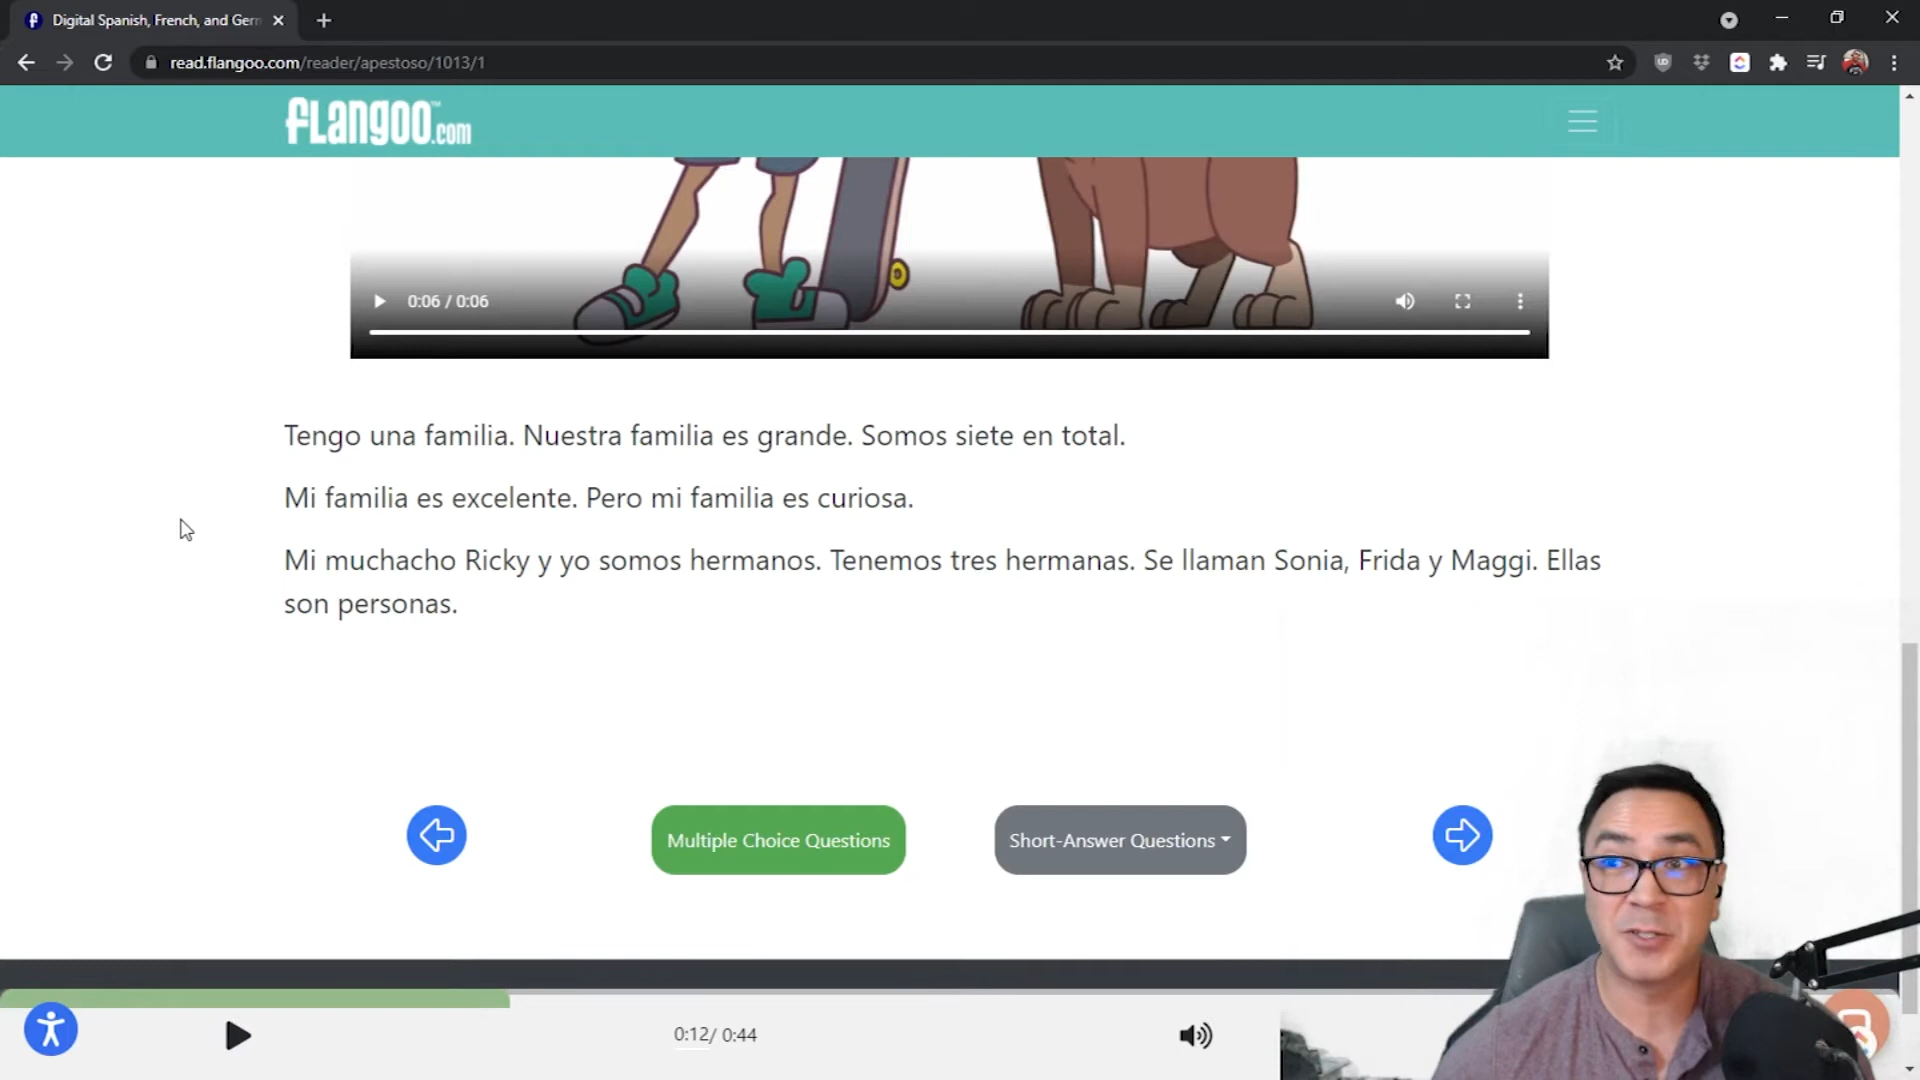 Digital Spanish, French, and Ger
read.flangoo.com/reader/apestoso/1013/1
fLangoo.com™
0:06 / 0:06
Tengo una familia. Nuestra familia es grande. Somos siete en total.
Mi familia es excelente. Pero mi familia es curiosa.
Mi muchacho Ricky y yo somos hermanos. Tenemos tres hermanas. Se llaman Sonia, Frida y Maggi. Ellas
son personas.
Multiple Choice Questions
Short-Answer Questions
0:12/ 0:44